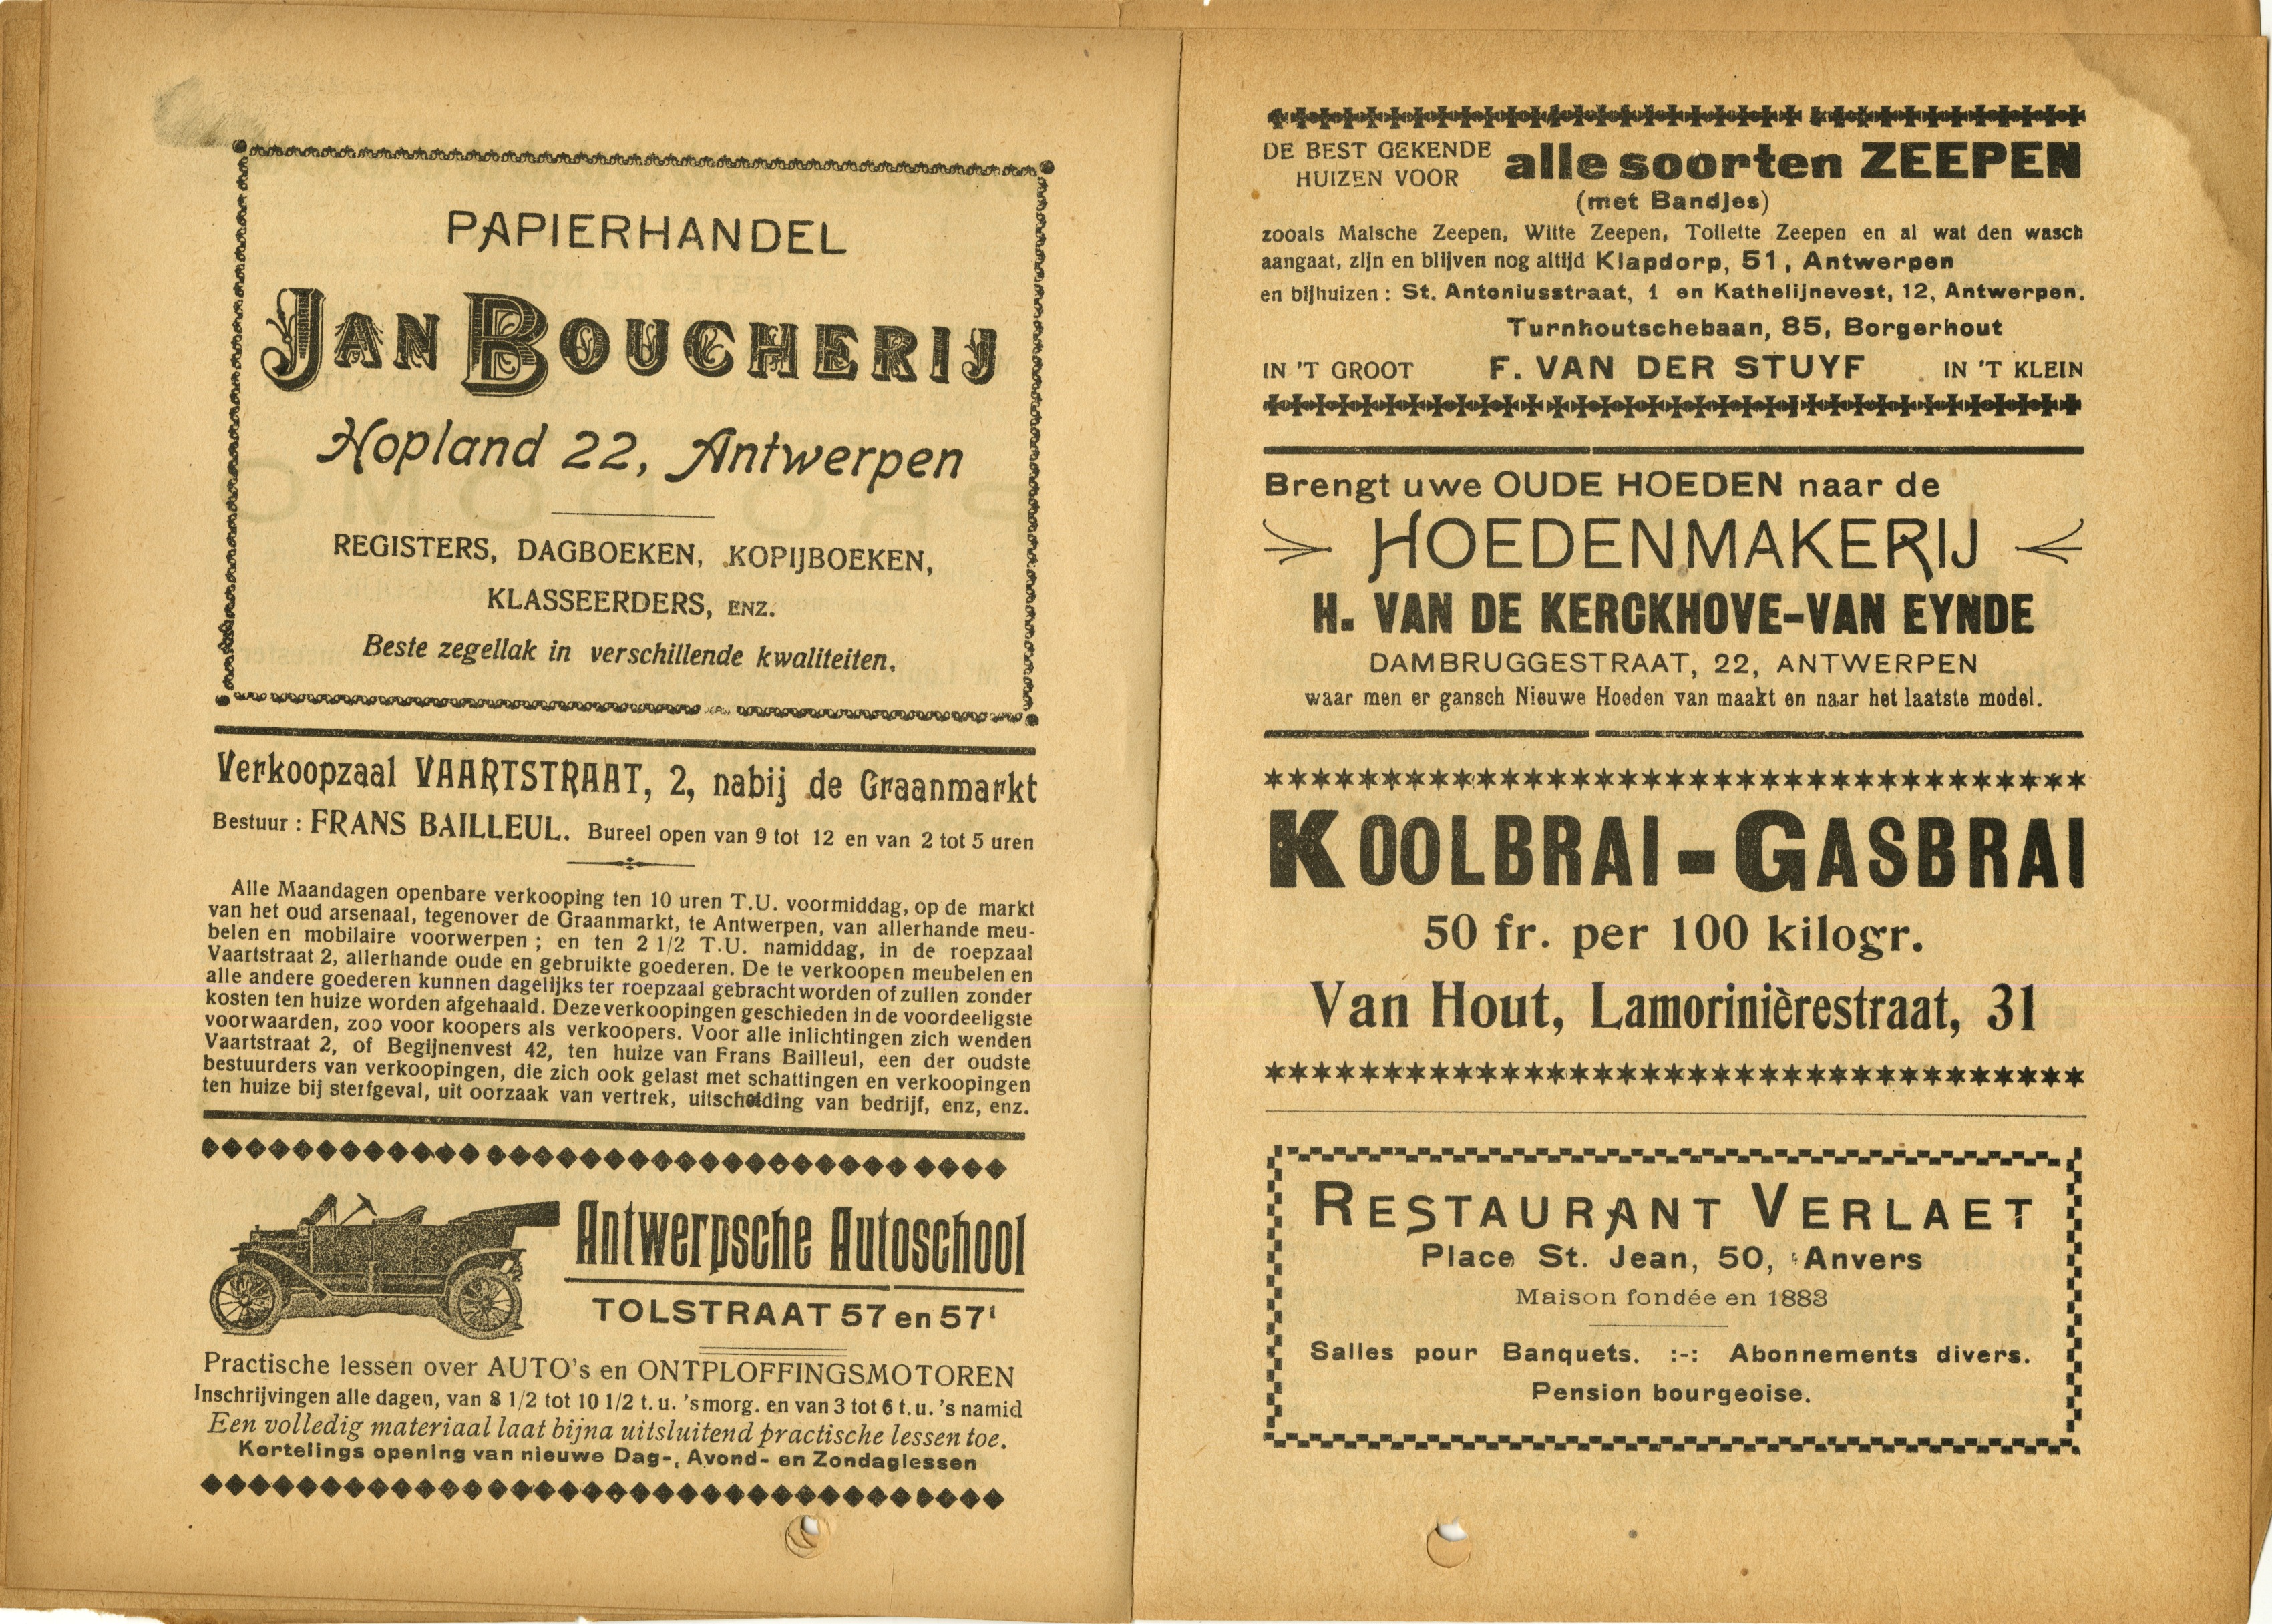 PAPIERHANDEL
JAN BOUCHERIJ
Hopland 22, Antwerpen
REGISTERS, DAGBOEKEN, KOPIJBOEKEN,
KLASSEERDERS, ENZ.
Beste zegellak in verschillende kwaliteiten.
Verkoopzaal VAARTSTRAAT, 2, nabij de Graanmarkt
Bestuur : FRANS BAILLEUL. Bureel open van 9 tot 12 en van 2 tot 5 uren
Alle Maandagen openbare verkooping ten 10 uren T.U. voormiddag, op de markt
van het oud arsenaal, tegenover de Graanmarkt, te Antwerpen, van allerhande meu-
belen en mobilaire voorwerpen ; en ten 2 1/2 T.U. namiddag, in de roepzaal
Vaartstraat 2, allerhande oude en gebruikte goederen. De te verkoopen meubelen en
alle andere goederen kunnen dagelijks ter roepzaal gebracht worden of zullen zonder
kosten ten huize worden afgehaald. Deze verkoopingen geschieden in de voordeeligste
voorwaarden, zoo voor koopers als verkoopers. Voor alle inlichtingen zich wenden
Vaartstraat 2, of Begijnenvest 42, ten huize van Frans Bailleul, een der oudste
bestuurders van verkoopingen, die zich ook gelast met schattingen en verkoopingen
ten huize bij sterfgeval, uit oorzaak van vertrek, uitscheiding van bedrijf, enz, enz.
Antwerpsche Autoschool
TOLSTRAAT 57 en 57¹
Practische lessen over AUTO's en ONTPLOFFINGSMOTOREN
Inschrijvingen alle dagen, van 8 1/2 tot 10 1/2 t. u. 's morg. en van 3 tot 6 t. u. 's namid
Een volledig materiaal laat bijna uitsluitend practische lessen toe.
Kortelings opening van nieuwe Dag-, Avond- en Zondaglessen
DE BEST GEKENDE HUIZEN VOOR alle soorten ZEEPEN
(met Bandjes)
zooals Malsche Zeepen, Witte Zeepen, Toilette Zeepen en al wat den wasch
aangaat, zijn en blijven nog altijd Klapdorp, 51, Antwerpen
en bijhuizen : St. Antoniusstraat, 1 en Kathelijnevest, 12, Antwerpen.
Turnhoutschebaan, 85, Borgerhout
IN 'T GROOT F. VAN DER STUYF IN 'T KLEIN
Brengt uwe OUDE HOEDEN naar de
HOEDENMAKERIJ
H. VAN DE KERCKHOVE-VAN EYNDE
DAMBRUGGESTRAAT, 22, ANTWERPEN
waar men er gansch Nieuwe Hoeden van maakt en naar het laatste model.
KOOLBRAI - GASBRAI
50 fr. per 100 kilogr.
Van Hout, Lamorinièrestraat, 31
RESTAURANT VERLAET
Place St. Jean, 50, Anvers
Maison fondée en 1883
Salles pour Banquets. :-: Abonnements divers.
Pension bourgeoise.